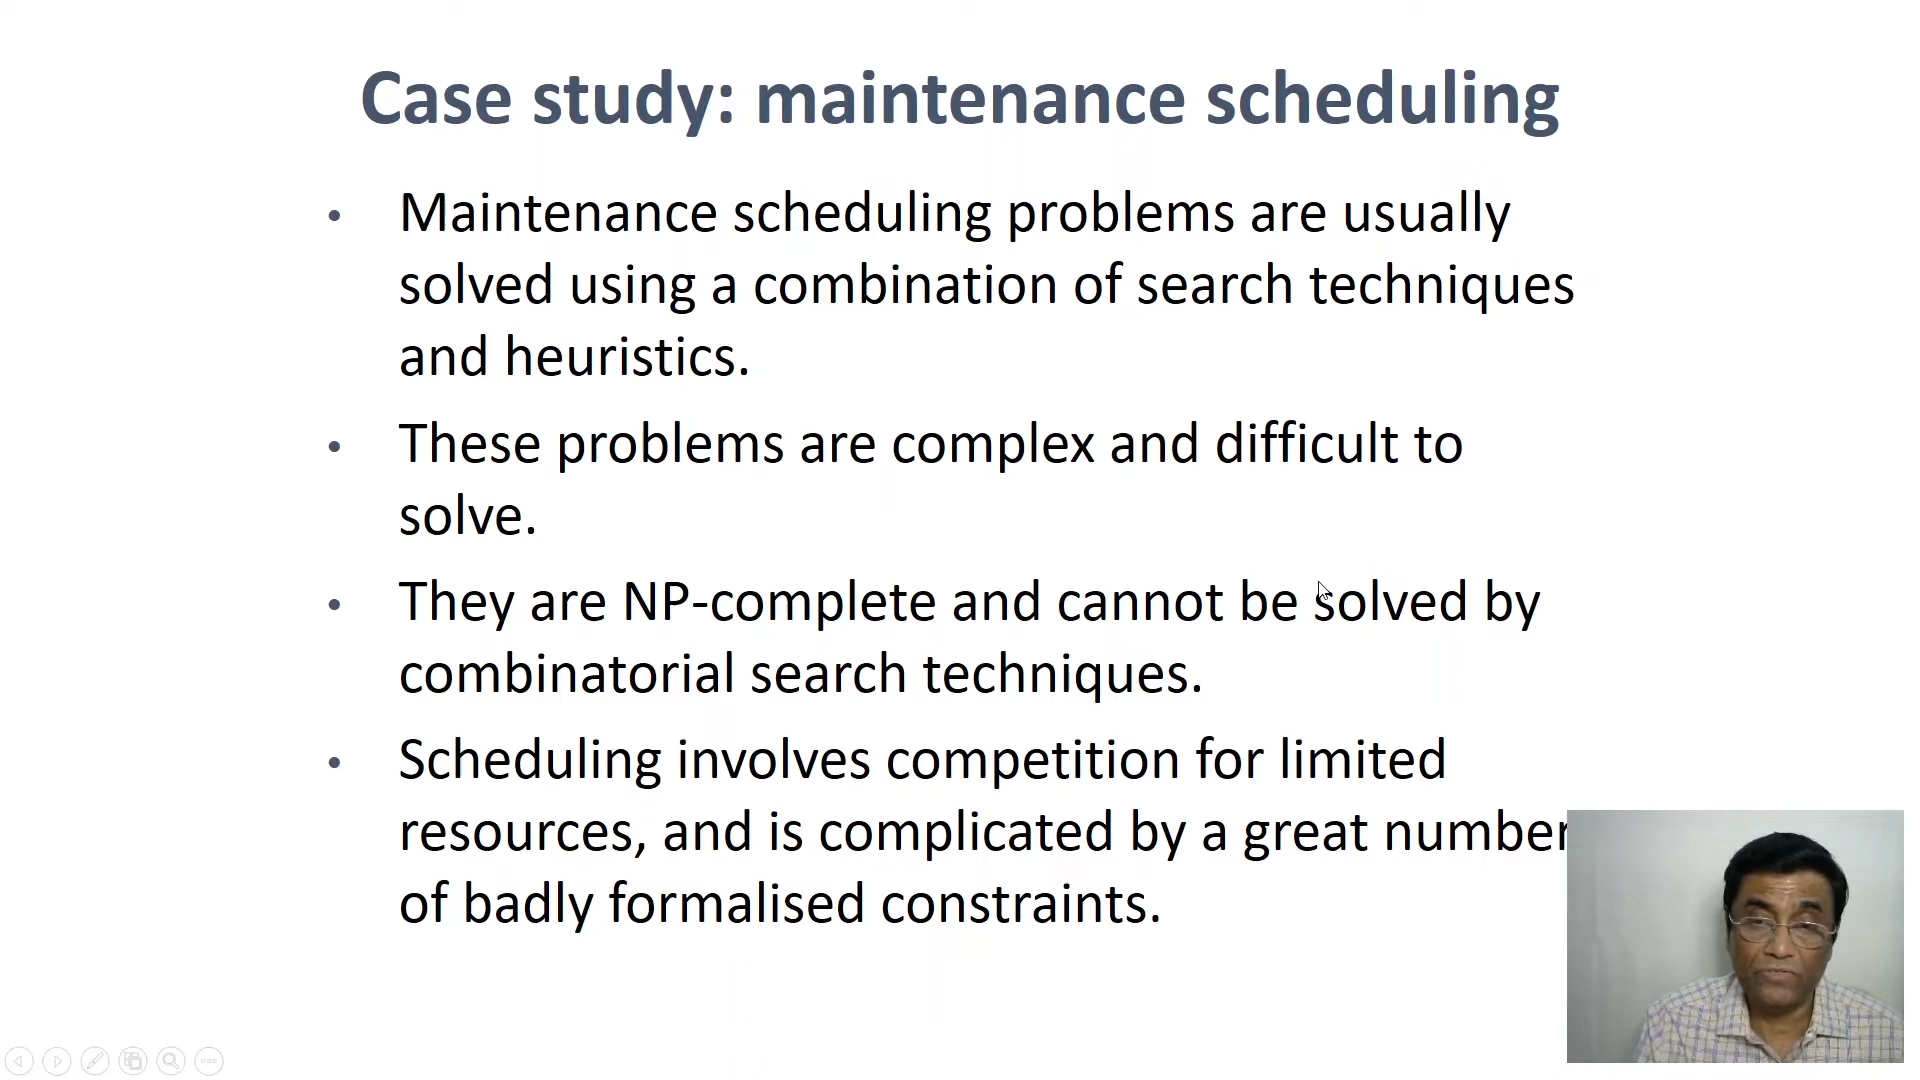 Case study: maintenance scheduling
• Maintenance scheduling problems are usually
solved using a combination of search techniques
and heuristics.
• These problems are complex and difficult to
solve.
• They are NP-complete and cannot be solved by
combinatorial search techniques.
• Scheduling involves competition for limited
resources, and is complicated by a great number
of badly formalised constraints.